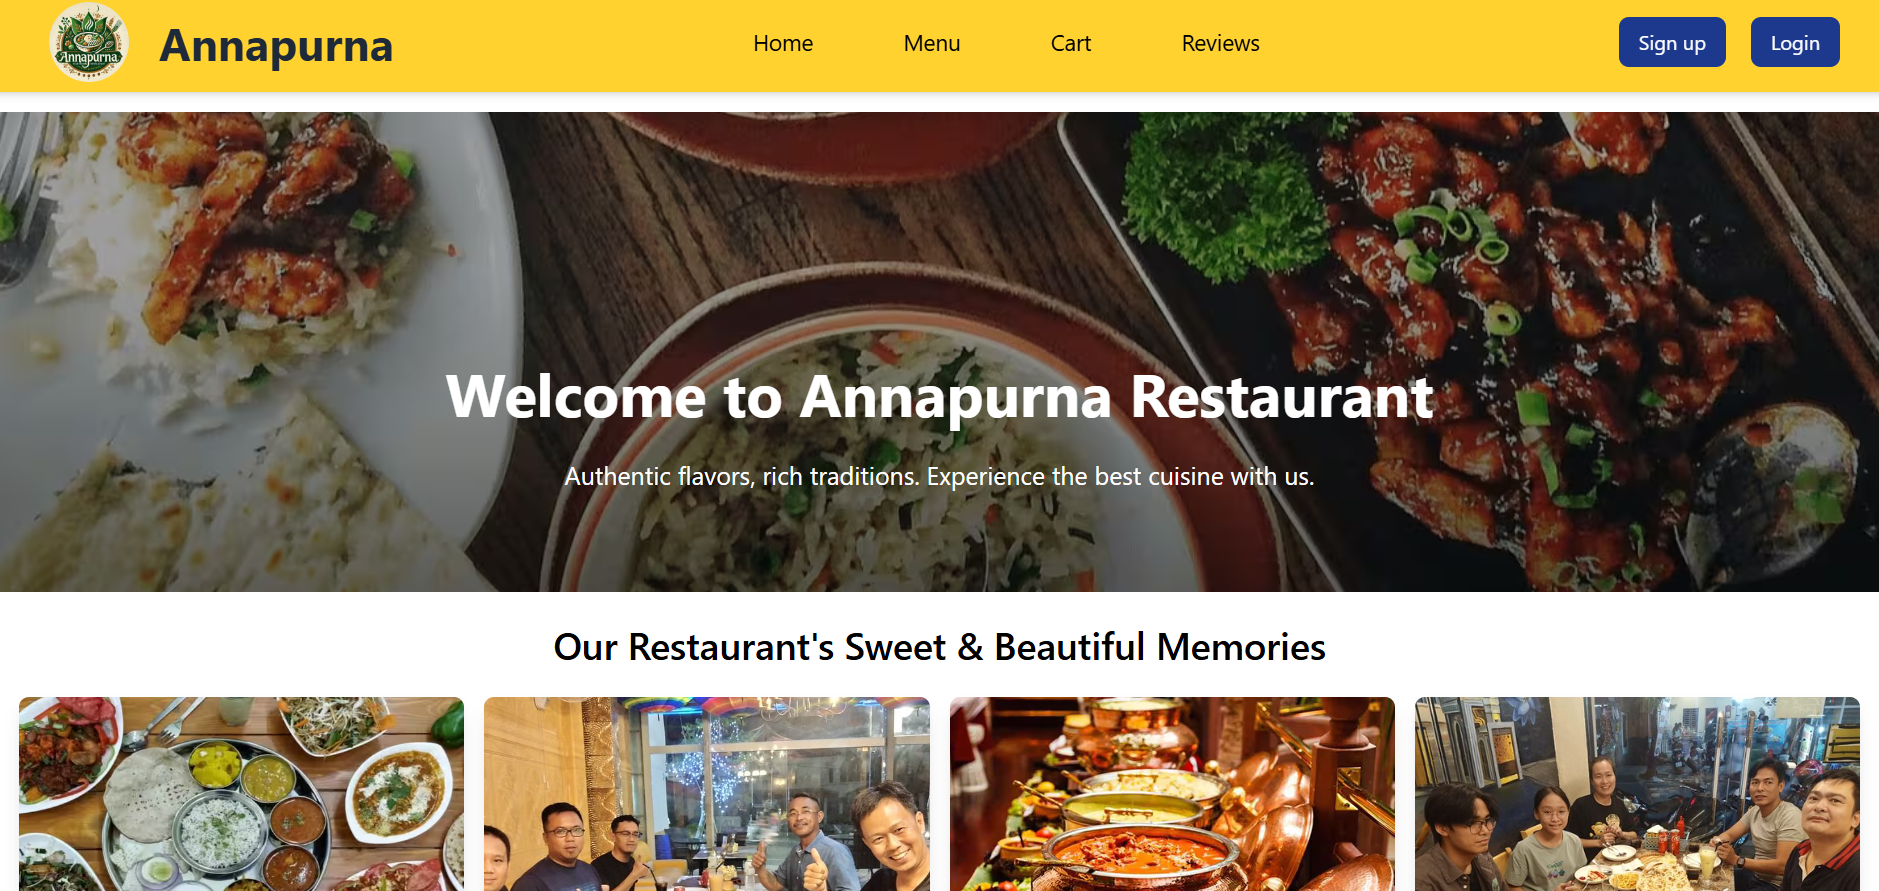 Annapurna
Annapurna
Home
Menu
Cart
Reviews
Sign up
Login
Welcome to Annapurna Restaurant
Authentic flavors, rich traditions. Experience the best cuisine with us.
Our Restaurant's Sweet & Beautiful Memories